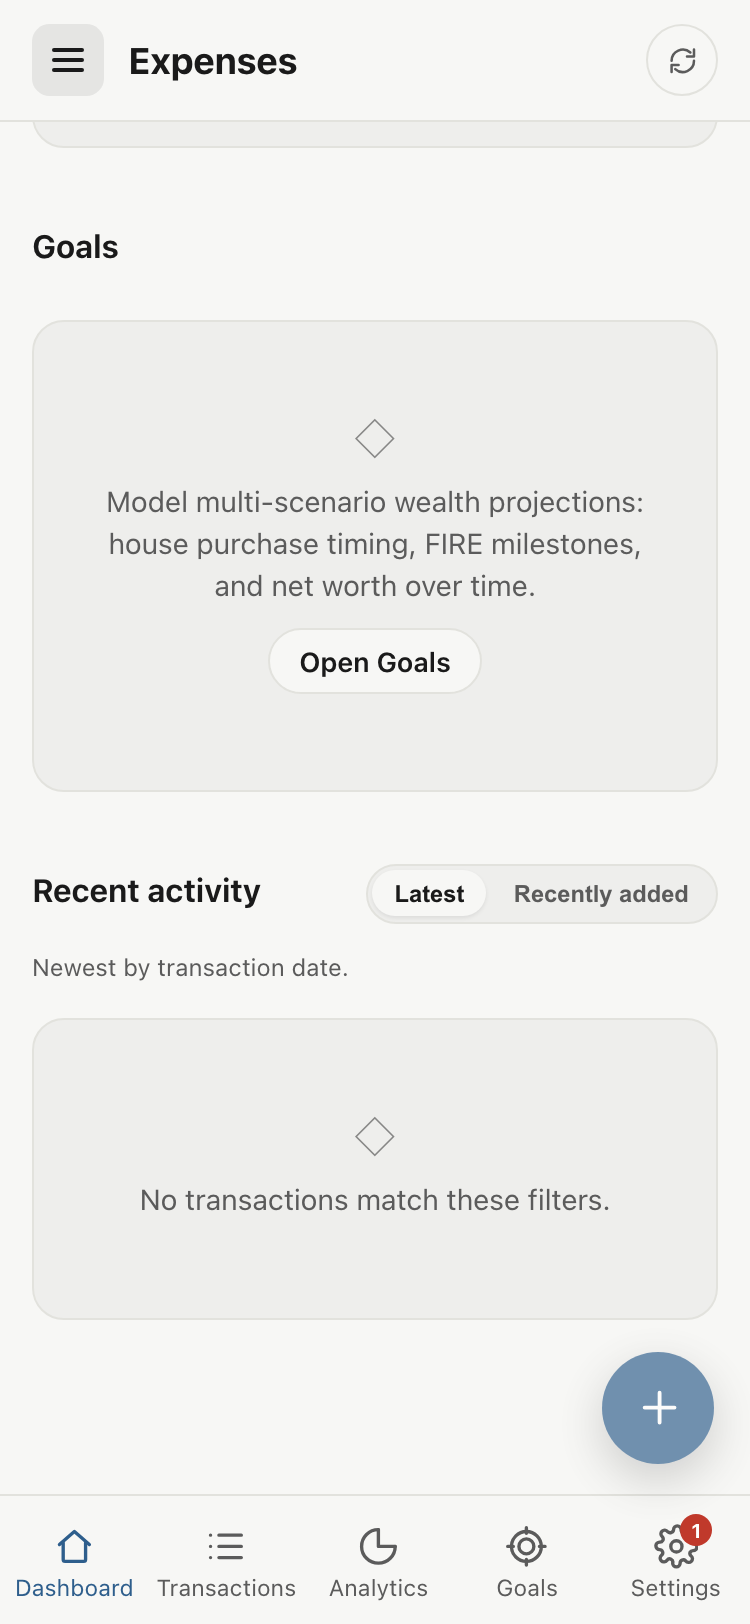 Expenses
Goals
Model multi-scenario wealth projections:
house purchase timing, FIRE milestones,
and net worth over time.
Open Goals
Recent activity
Latest
Recently added
Newest by transaction date.
No transactions match these filters.
1
Dashboard
Transactions
Analytics
Goals
Settings